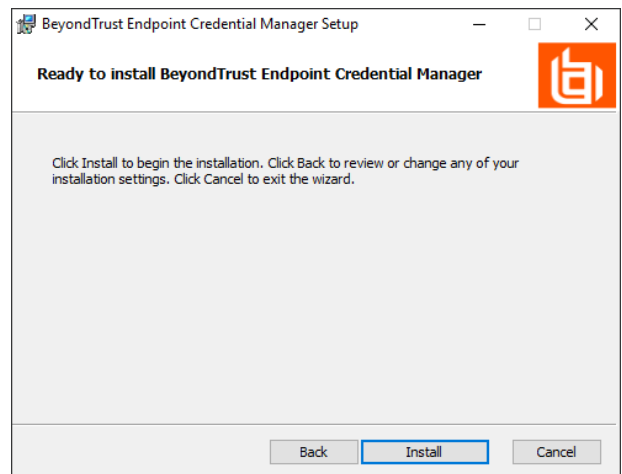 BeyondTrust Endpoint Credential Manager Setup
Ready to install BeyondTrust Endpoint Credential Manager
Click Install to begin the installation. Click Back to review or change any of your
installation settings. Click Cancel to exit the wizard.
Back Install Cancel